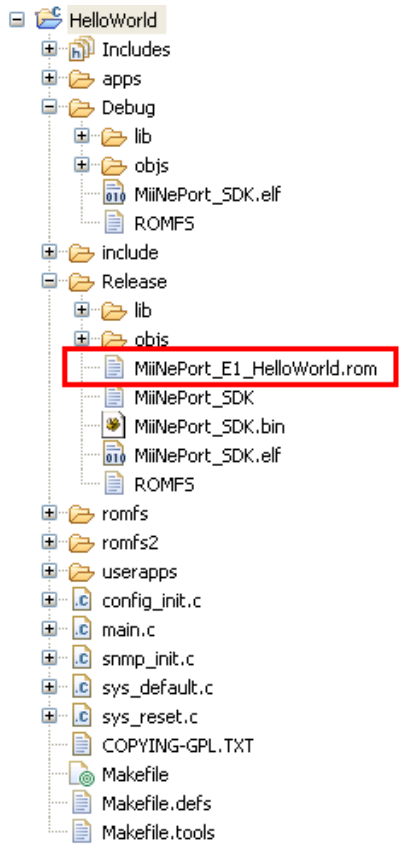 HelloWorld
Includes
apps
Debug
lib
objs
MiiNePort_SDK.elf
ROMFS
include
Release
lib
objs
MiiNePort_E1_HelloWorld.rom
MiiNePort_SDK
MiiNePort_SDK.bin
MiiNePort_SDK.elf
ROMFS
romfs
romfs2
userapps
config_init.c
main.c
snmp_init.c
sys_default.c
sys_reset.c
COPYING-GPL.TXT
Makefile
Makefile.defs
Makefile.tools